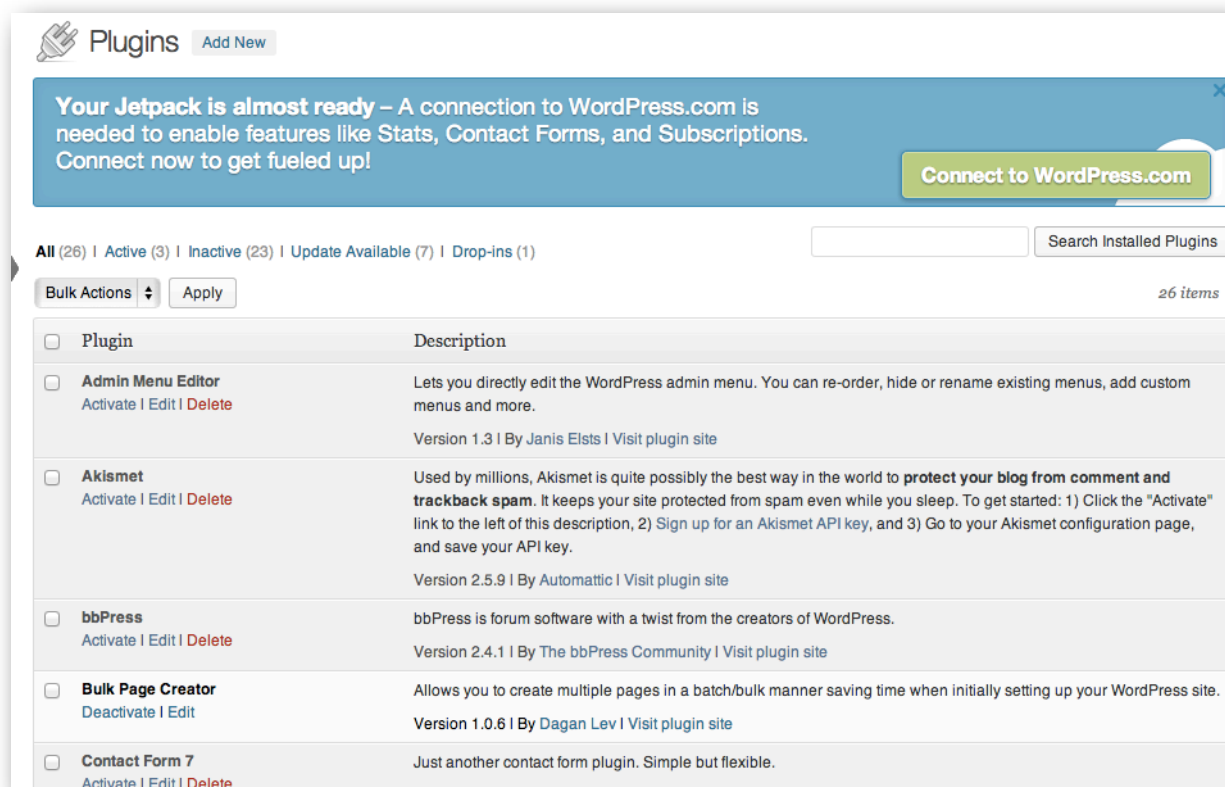 Plugins Add New
Your Jetpack is almost ready – A connection to WordPress.com is
needed to enable features like Stats, Contact Forms, and Subscriptions.
Connect now to get fueled up!
Connect to WordPress.com
All (26) | Active (3) | Inactive (23) | Update Available (7) | Drop-ins (1)
Search Installed Plugins
Bulk Actions Apply
26 items
Plugin Description
Admin Menu Editor
Activate | Edit | Delete
Lets you directly edit the WordPress admin menu. You can re-order, hide or rename existing menus, add custom
menus and more.
Version 1.3 | By Janis Elsts | Visit plugin site
Akismet
Activate | Edit | Delete
Used by millions, Akismet is quite possibly the best way in the world to protect your blog from comment and
trackback spam. It keeps your site protected from spam even while you sleep. To get started: 1) Click the "Activate"
link to the left of this description, 2) Sign up for an Akismet API key, and 3) Go to your Akismet configuration page,
and save your API key.
Version 2.5.9 | By Automattic | Visit plugin site
bbPress
Activate | Edit | Delete
bbPress is forum software with a twist from the creators of WordPress.
Version 2.4.1 | By The bbPress Community | Visit plugin site
Bulk Page Creator
Deactivate | Edit
Allows you to create multiple pages in a batch/bulk manner saving time when initially setting up your WordPress site.
Version 1.0.6 | By Dagan Lev | Visit plugin site
Contact Form 7
Activate | Edit | Delete
Just another contact form plugin. Simple but flexible.